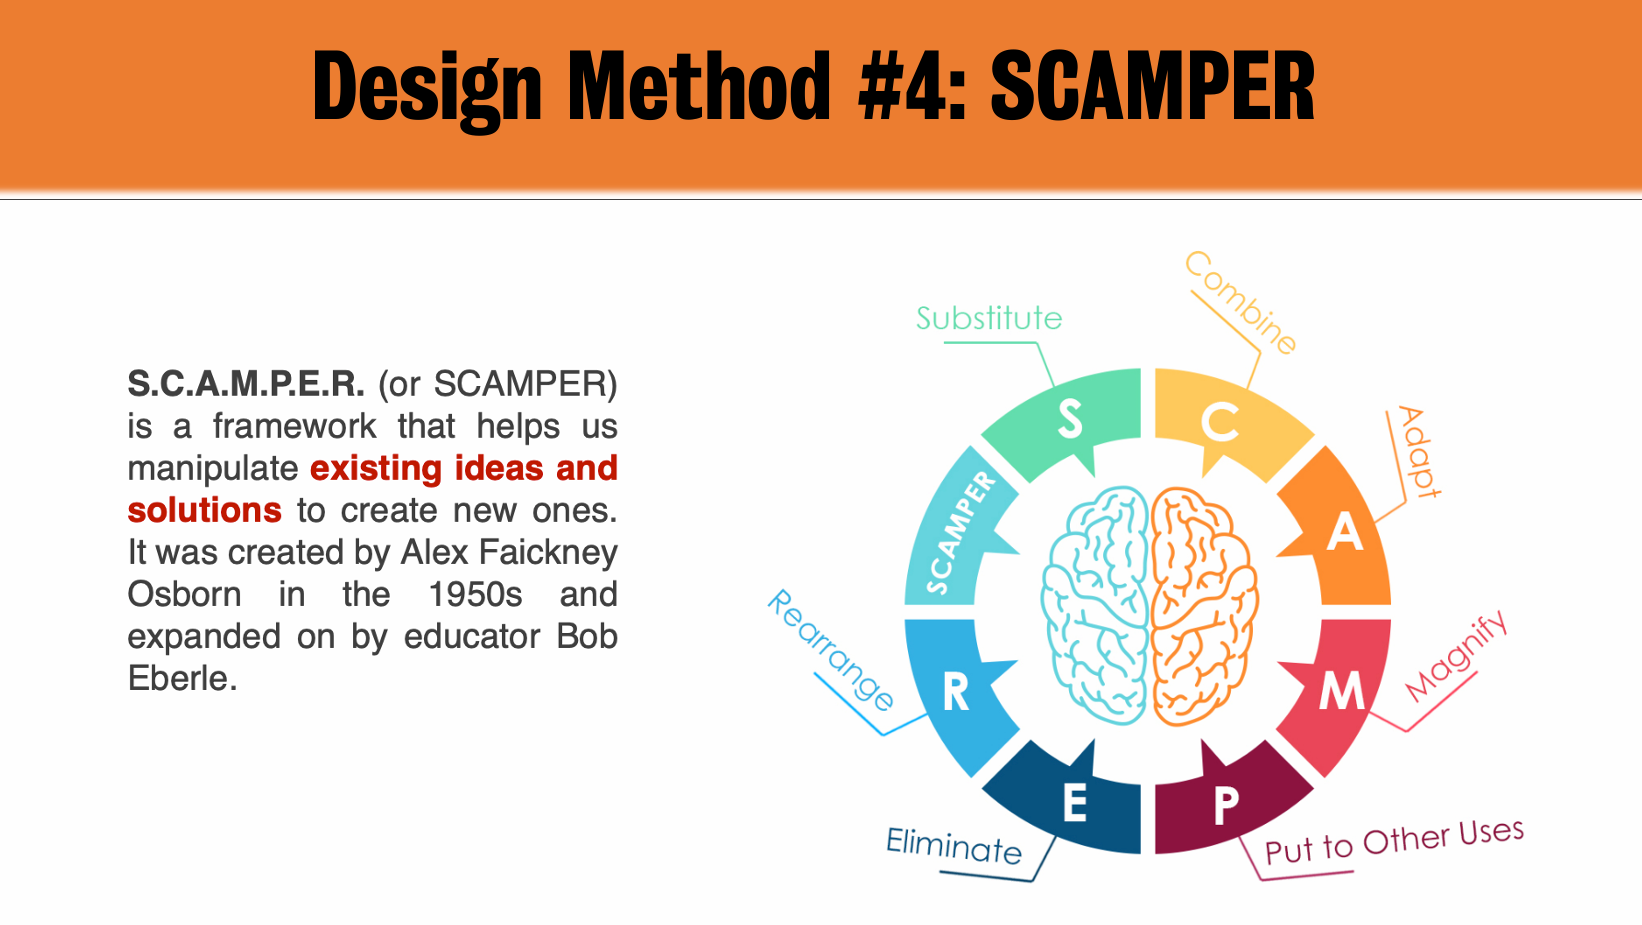 Design Method #4: SCAMPER
S.C.A.M.P.E.R. (or SCAMPER)
is a framework that helps us
manipulate existing ideas and
solutions to create new ones.
It was created by Alex Faickney
Osborn in the 1950s and
expanded on by educator Bob
Eberle.
Substitute
Combine
Adapt
Magnify
Put to Other Uses
Eliminate
Rearrange
SCAMPER
S
C
A
M
P
E
R